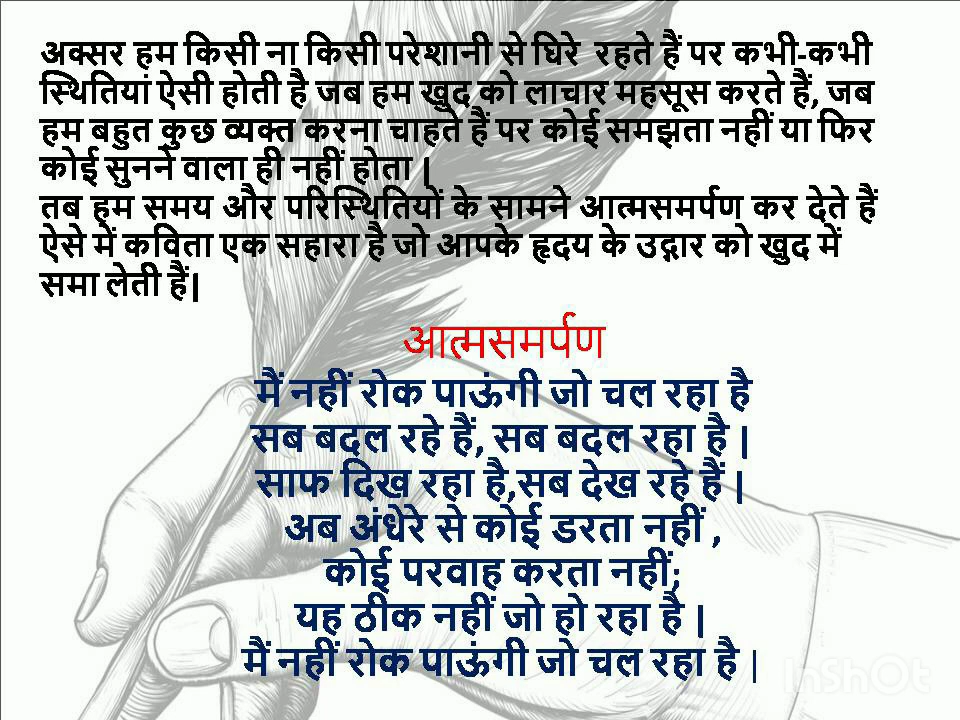 अक्सर हम किसी ना किसी परेशानी से घिरे रहते हैं पर कभी-कभी
स्थितियां ऐसी होती है जब हम खुद को लाचार महसूस करते हैं, जब
हम बहुत कुछ व्यक्त करना चाहते हैं पर कोई समझता नहीं या फिर
कोई सुनने वाला ही नहीं होता |
तब हम समय और परिस्थितियों के सामने आत्मसमर्पण कर देते हैं
ऐसे में कविता एक सहारा है जो आपके हृदय के उद्गार को खुद में
समा लेती हैं|
आत्मसमर्पण
मैं नहीं रोक पाऊंगी जो चल रहा है
सब बदल रहे हैं, सब बदल रहा है |
साफ दिख रहा है,सब देख रहे हैं |
अब अंधेरे से कोई डरता नहीं ,
कोई परवाह करता नहीं;
यह ठीक नहीं जो हो रहा है |
मैं नहीं रोक पाऊंगी जो चल रहा है |
InShOt